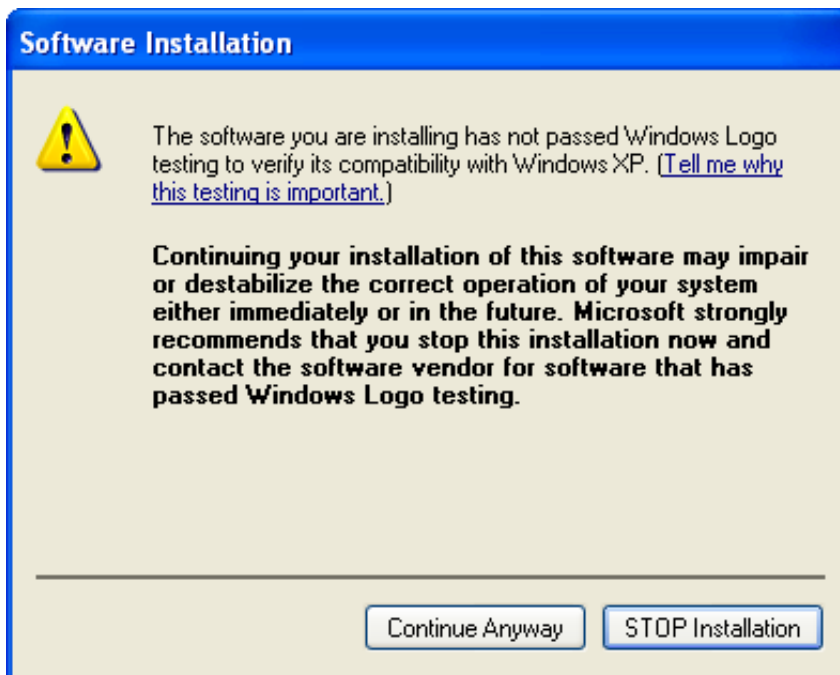 Software Installation
The software you are installing has not passed Windows Logo
testing to verify its compatibility with Windows XP. (Tell me why
this testing is important.)
Continuing your installation of this software may impair
or destabilize the correct operation of your system
either immediately or in the future. Microsoft strongly
recommends that you stop this installation now and
contact the software vendor for software that has
passed Windows Logo testing.
Continue Anyway
STOP Installation